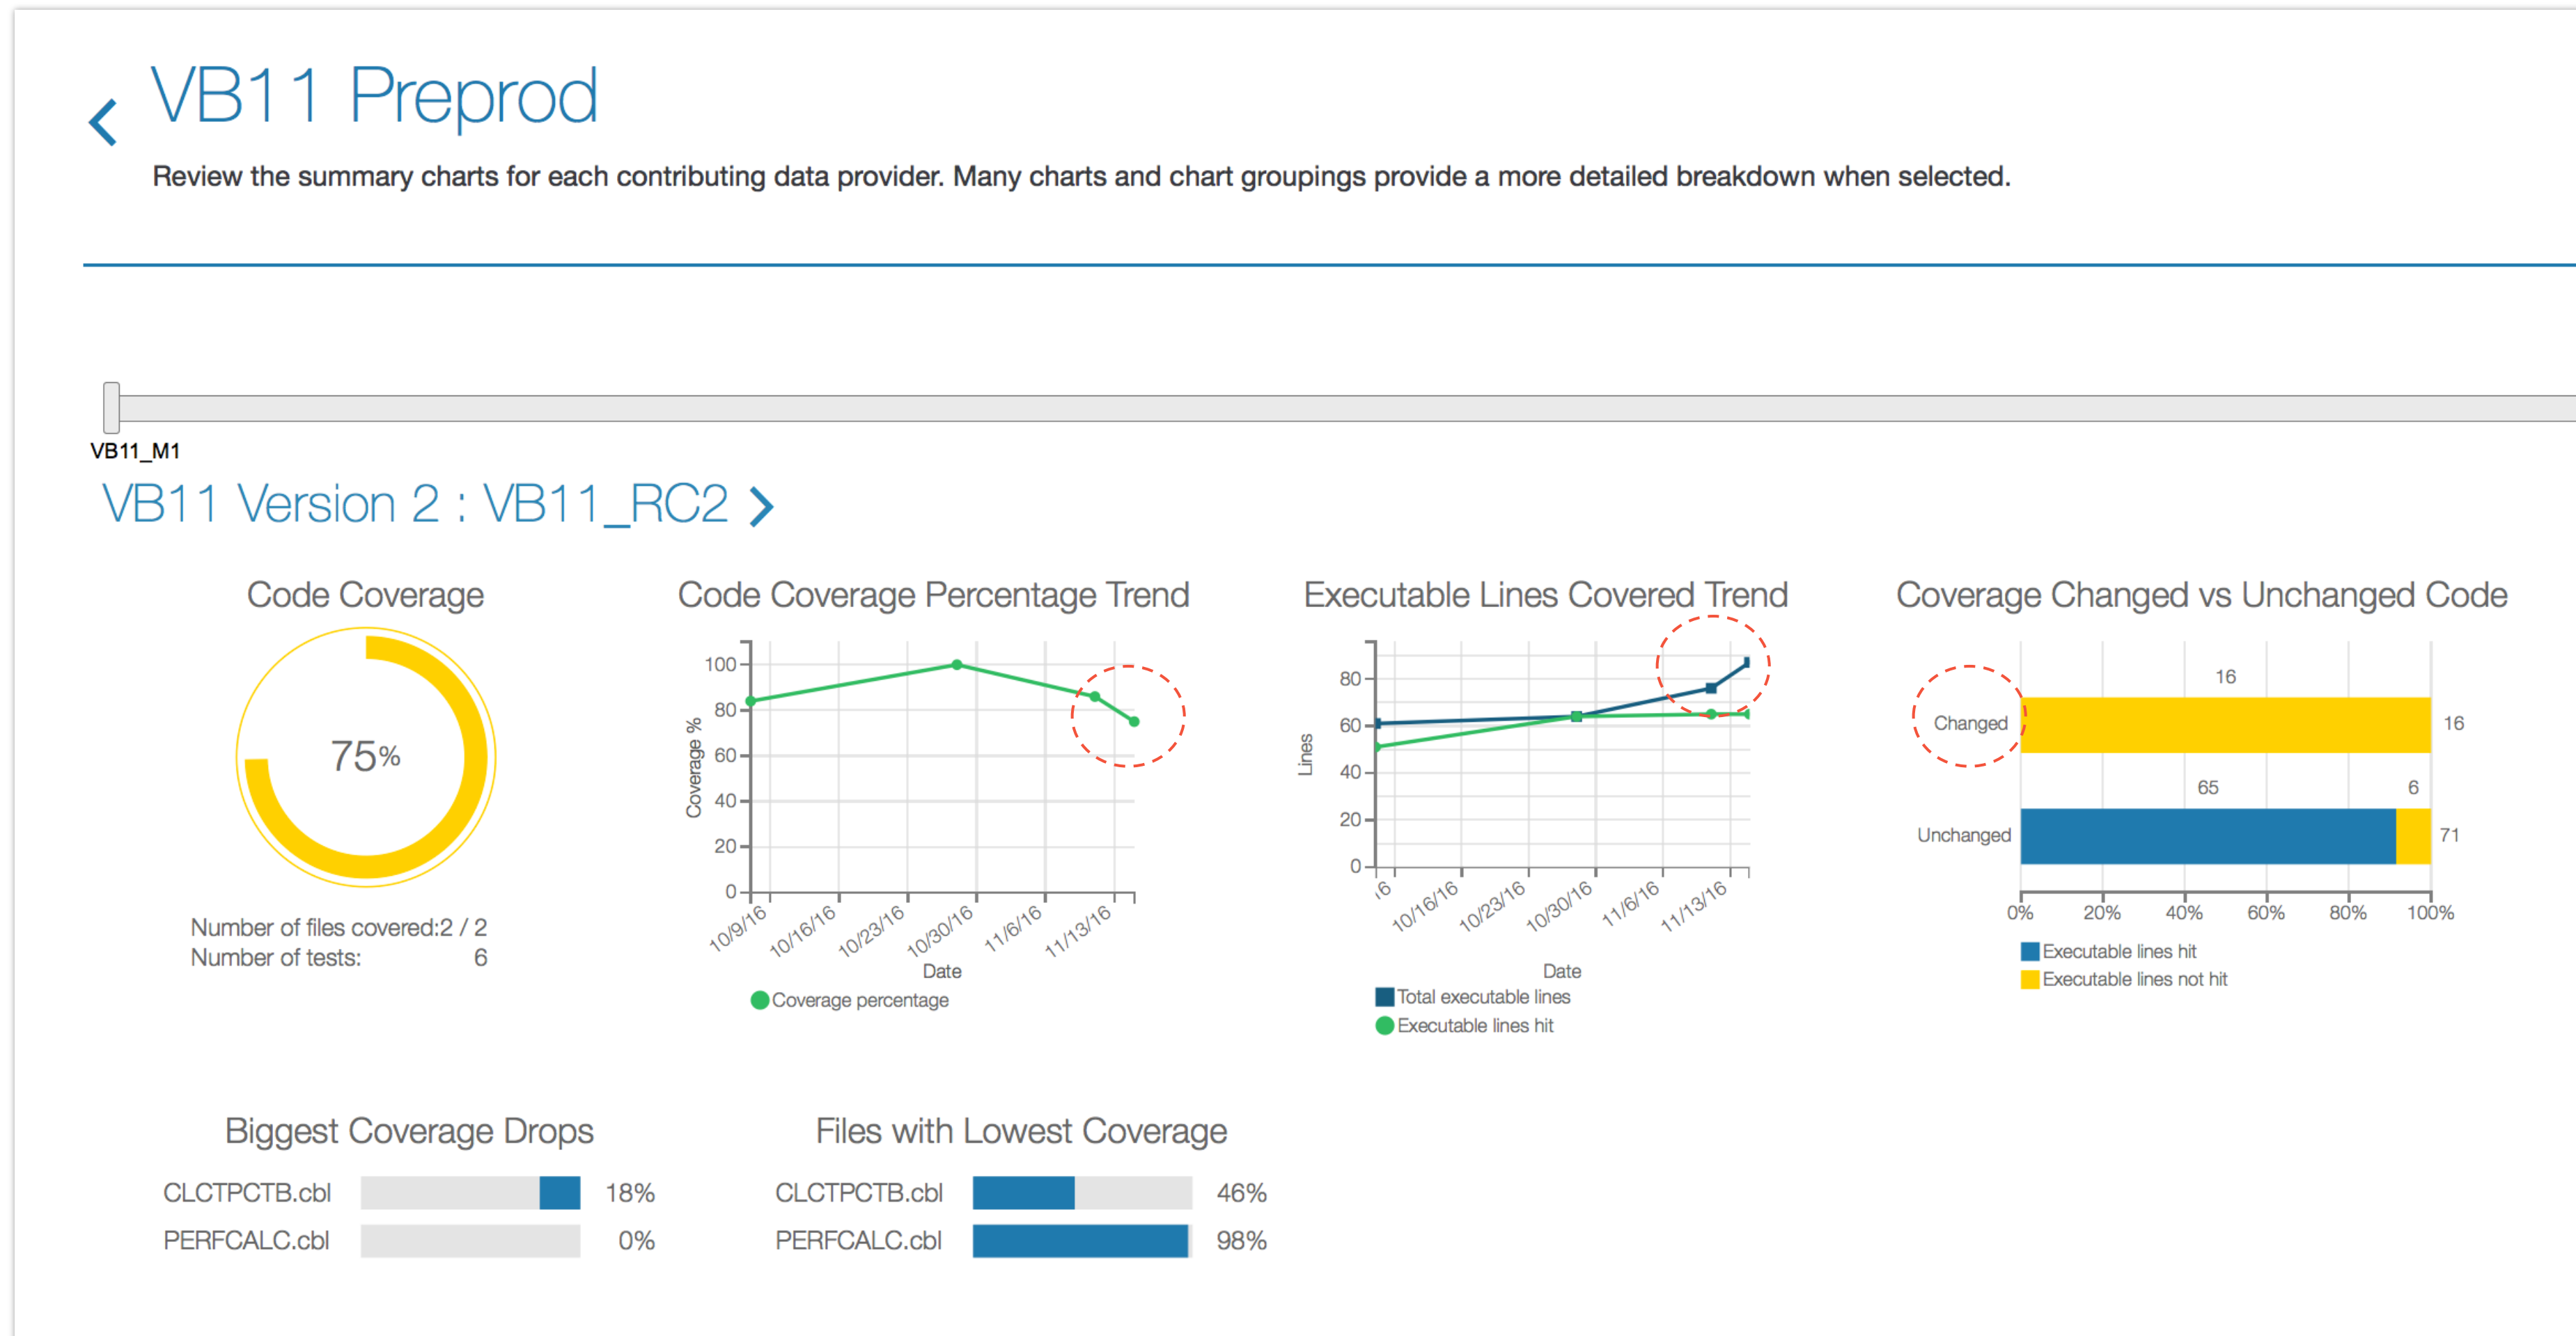 VB11 Preprod
Review the summary charts for each contributing data provider. Many charts and chart groupings provide a more detailed breakdown when selected.
VB11_M1
VB11 Version 2 : VB11_RC2
Code Coverage
75%
Number of files covered:2 / 2
Number of tests: 6
Code Coverage Percentage Trend
Coverage %
100
80
60
40
20
0
10/9/16
10/16/16
10/23/16
10/30/16
11/6/16
11/13/16
Date
Coverage percentage
Executable Lines Covered Trend
Lines
80
60
40
20
0
10/16/16
10/23/16
10/30/16
11/6/16
11/13/16
Date
Total executable lines
Executable lines hit
Coverage Changed vs Unchanged Code
16
Changed 16
65 6
Unchanged 71
0% 20% 40% 60% 80% 100%
Executable lines hit
Executable lines not hit
Biggest Coverage Drops
CLCTPCTB.cbl 18%
PERFCALC.cbl 0%
Files with Lowest Coverage
CLCTPCTB.cbl 46%
PERFCALC.cbl 98%